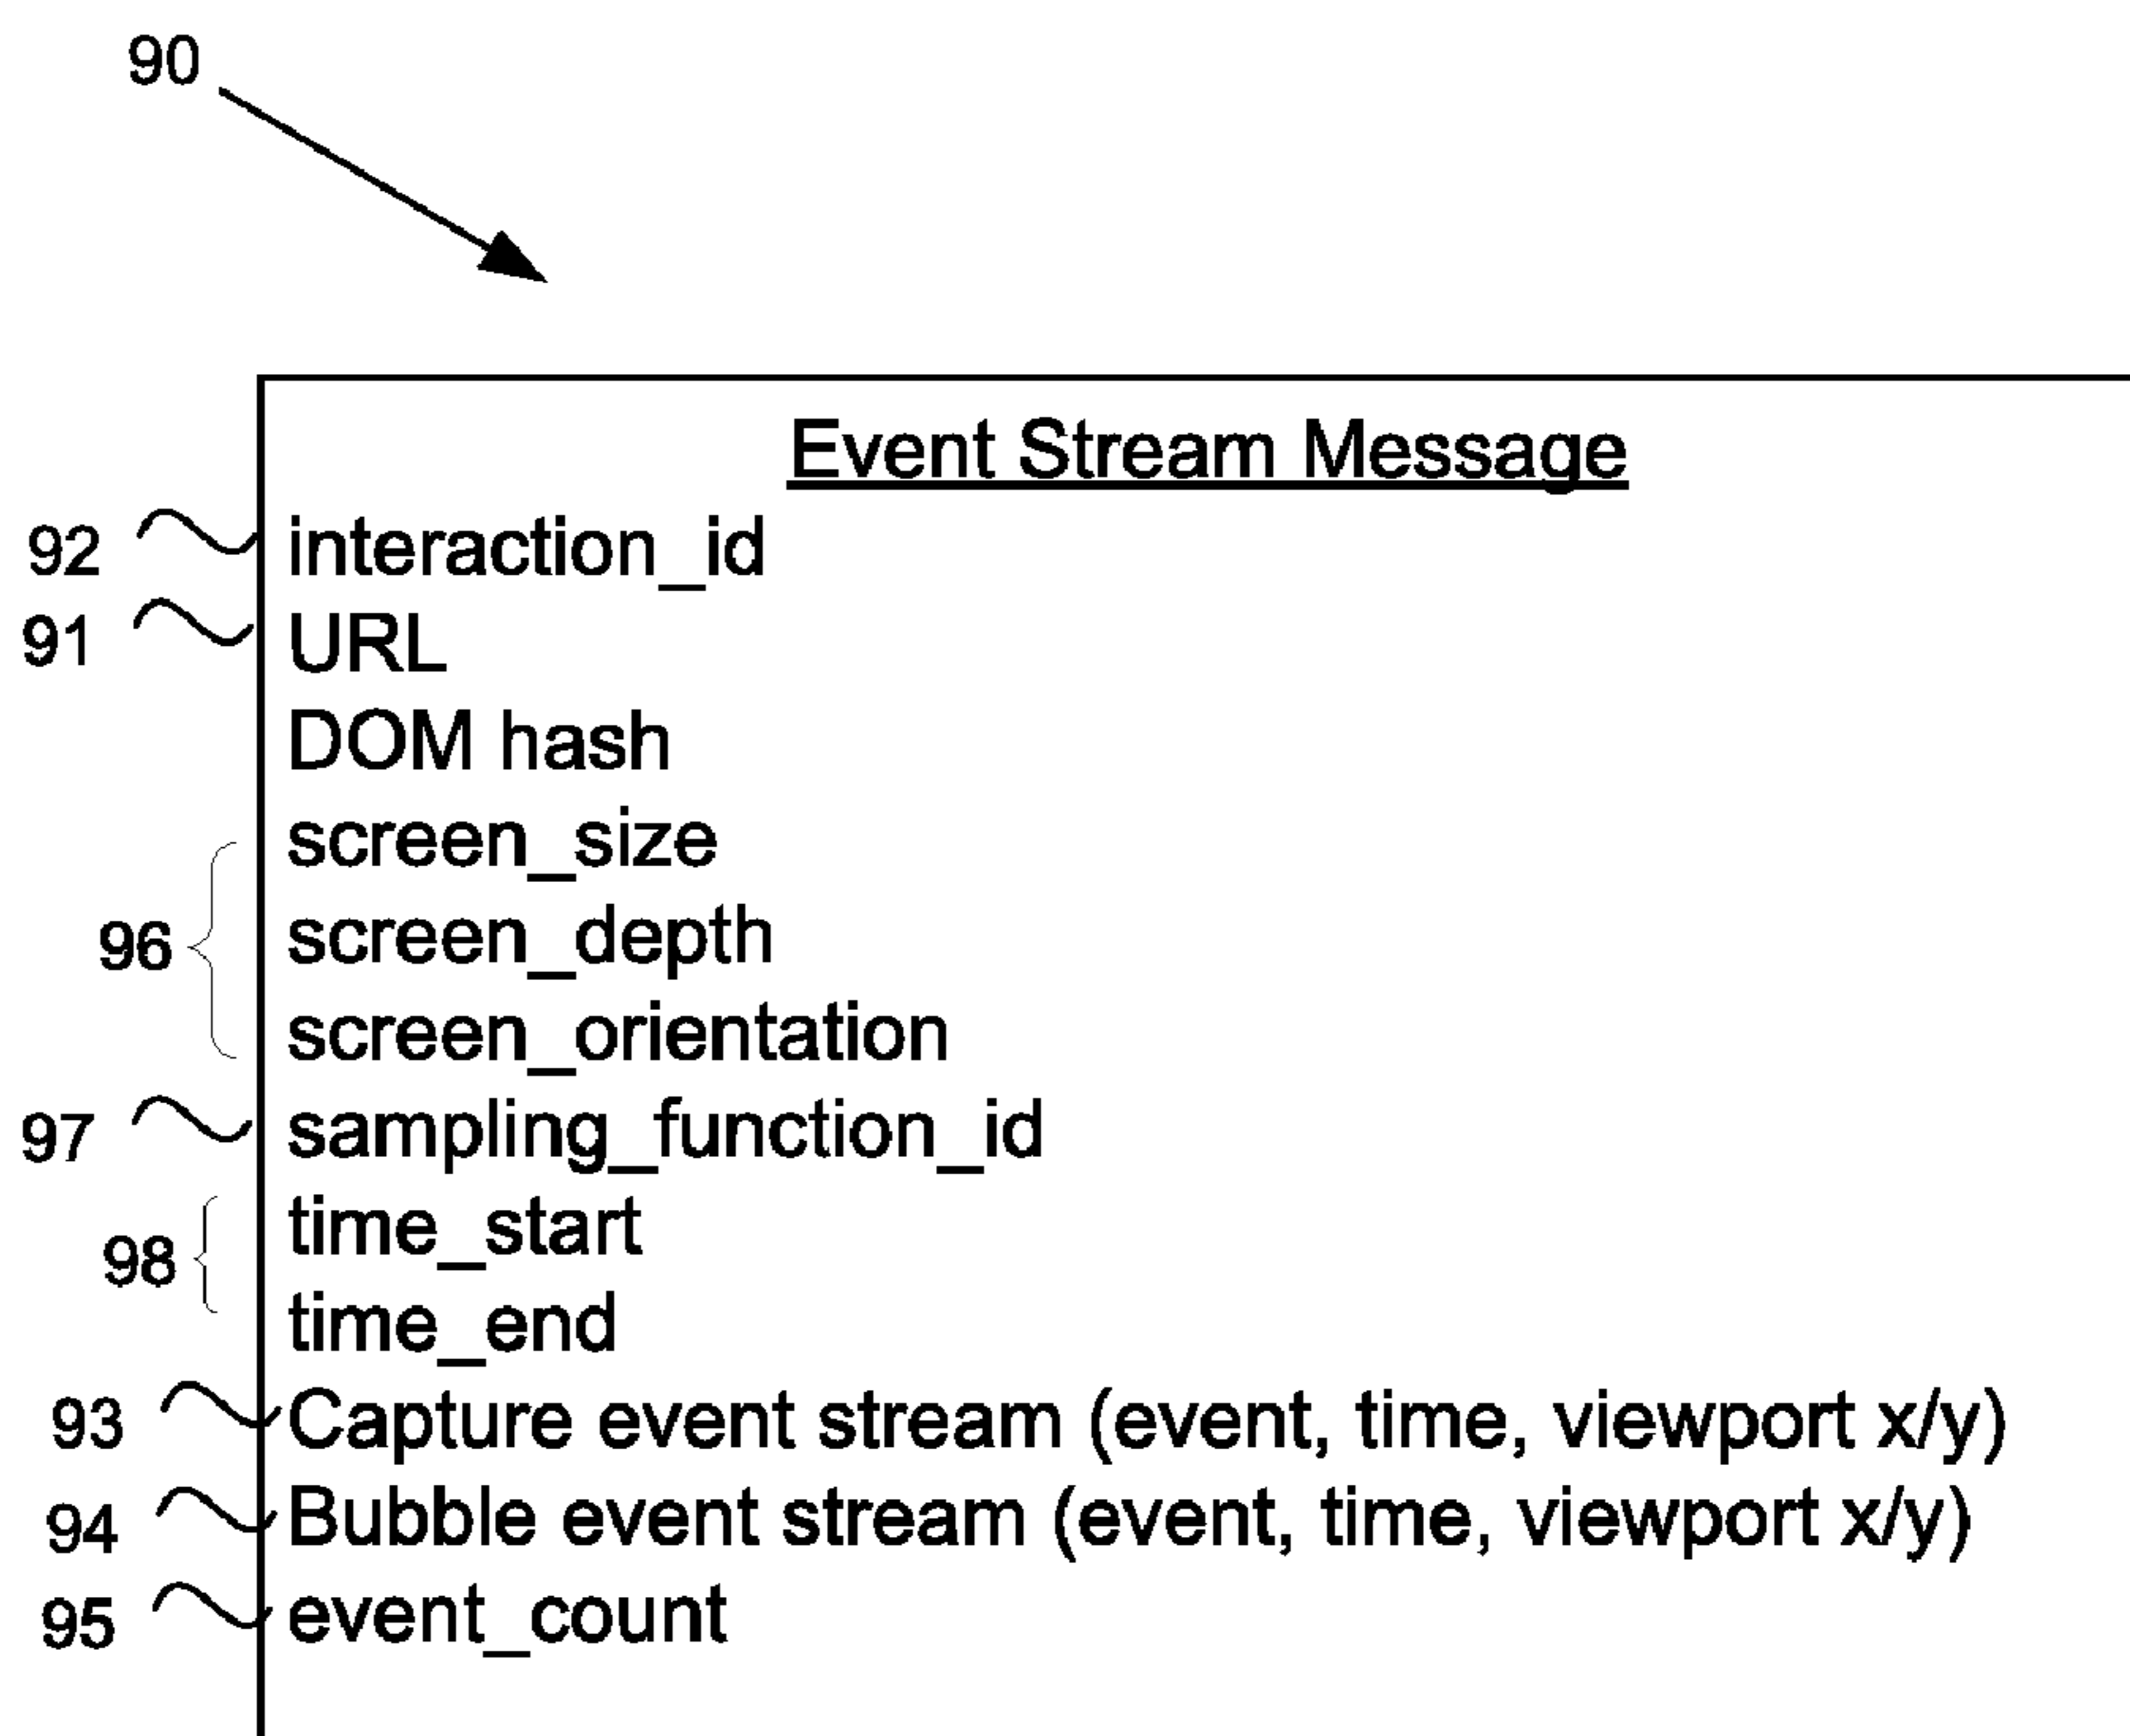 90
Event Stream Message
92 interaction_id
91 URL
DOM hash
screen_size
96 screen_depth
screen_orientation
97 sampling_function_id
98 time_start
time_end
93 Capture event stream (event, time, viewport x/y)
94 Bubble event stream (event, time, viewport x/y)
95 event_count